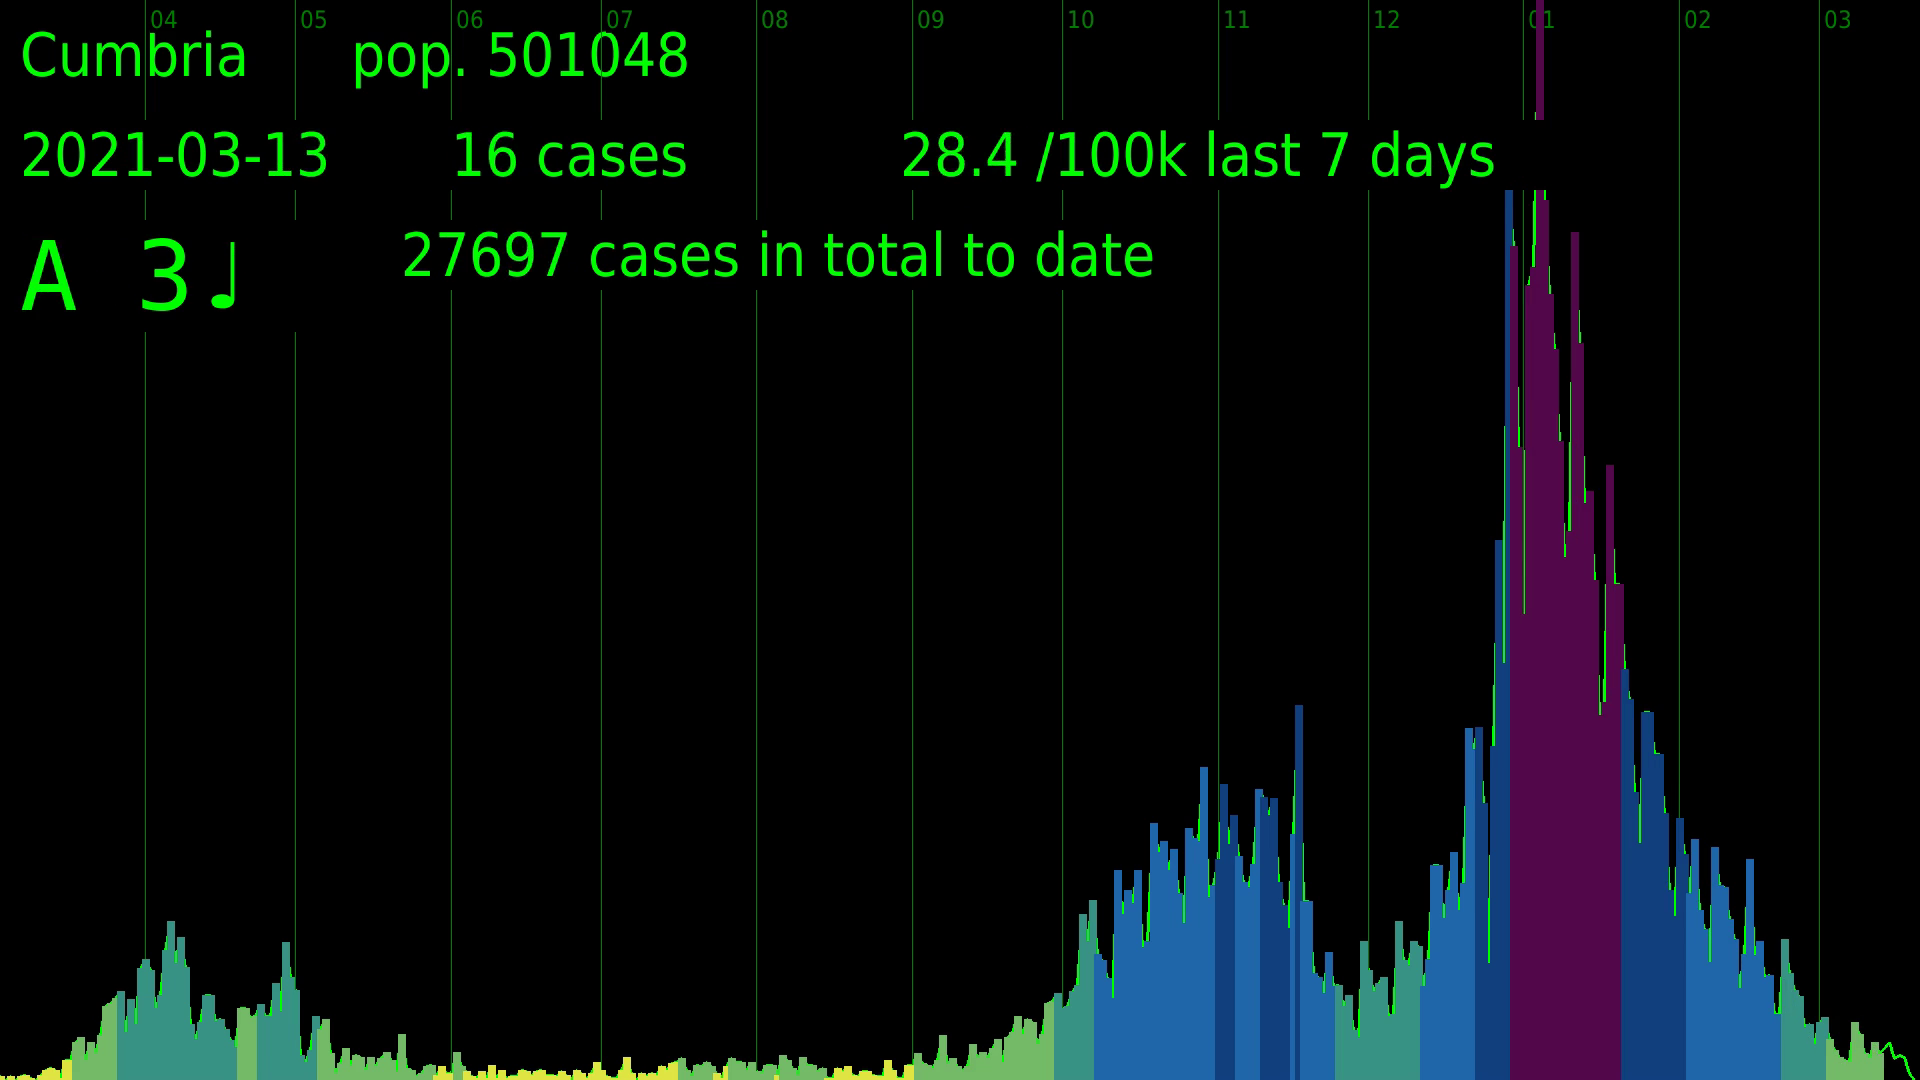 04 05 06 07 08 09 10 11 12 01 02 03
Cumbria pop. 501048
2021-03-13 16 cases 28.4 /100k last 7 days
A 3♩ 27697 cases in total to date